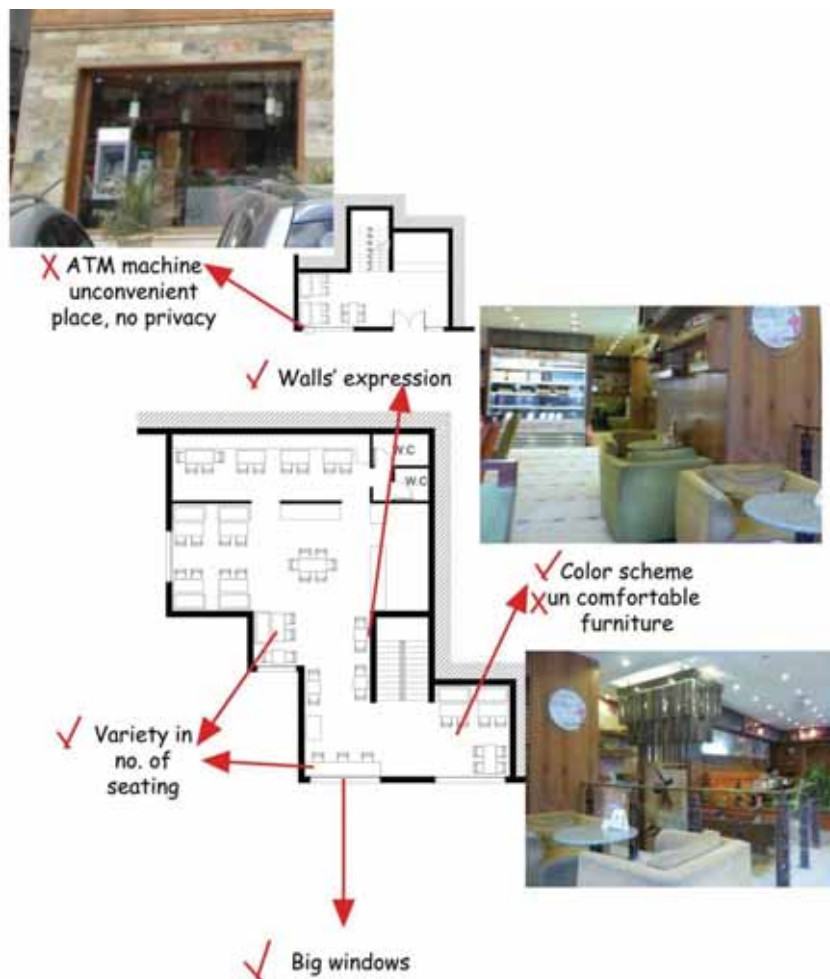 X ATM machine
unconvenient
place, no privacy
✓ Walls' expression
W.C
W.C
✓ Color scheme
X un comfortable
furniture
✓ Variety in
no. of
seating
✓ Big windows